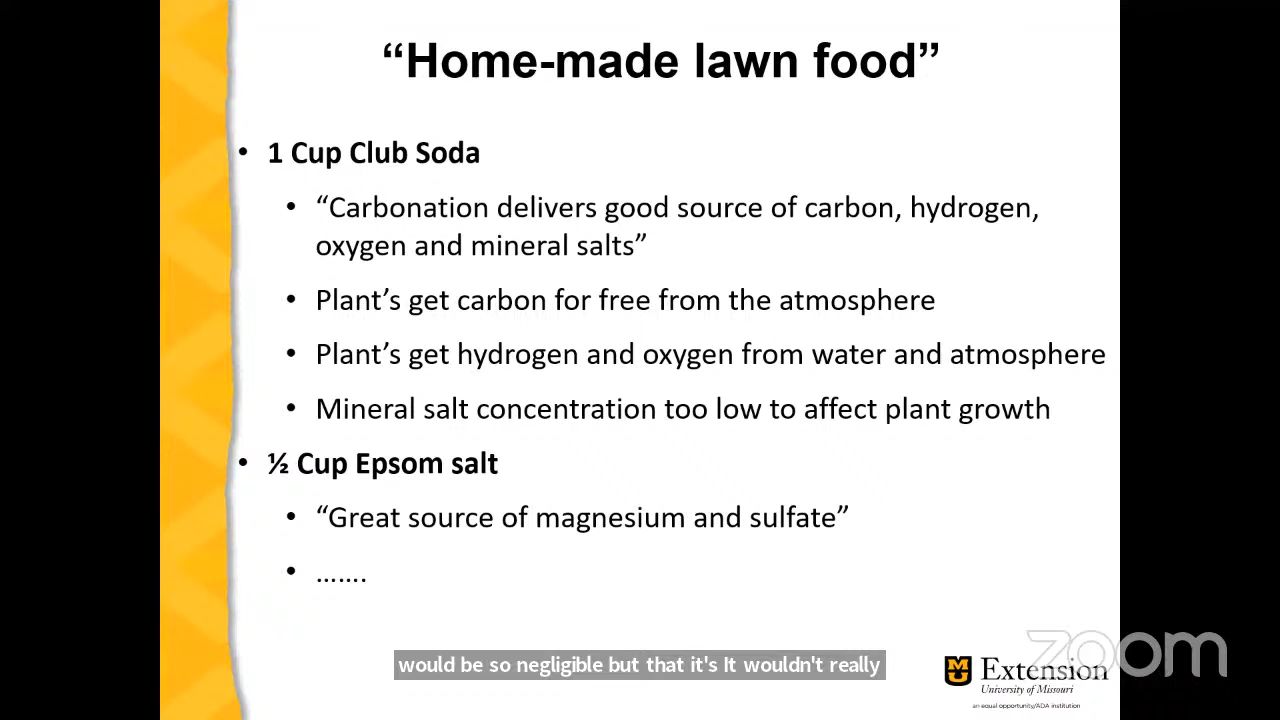 “Home-made lawn food”
• 1 Cup Club Soda
• “Carbonation delivers good source of carbon, hydrogen,
oxygen and mineral salts”
• Plant’s get carbon for free from the atmosphere
• Plant’s get hydrogen and oxygen from water and atmosphere
• Mineral salt concentration too low to affect plant growth
• ½ Cup Epsom salt
• “Great source of magnesium and sulfate”
• …….
would be so negligible but that it's It wouldn't really
zoom
MU
Extension
University of Missouri
an equal opportunity/ADA institution